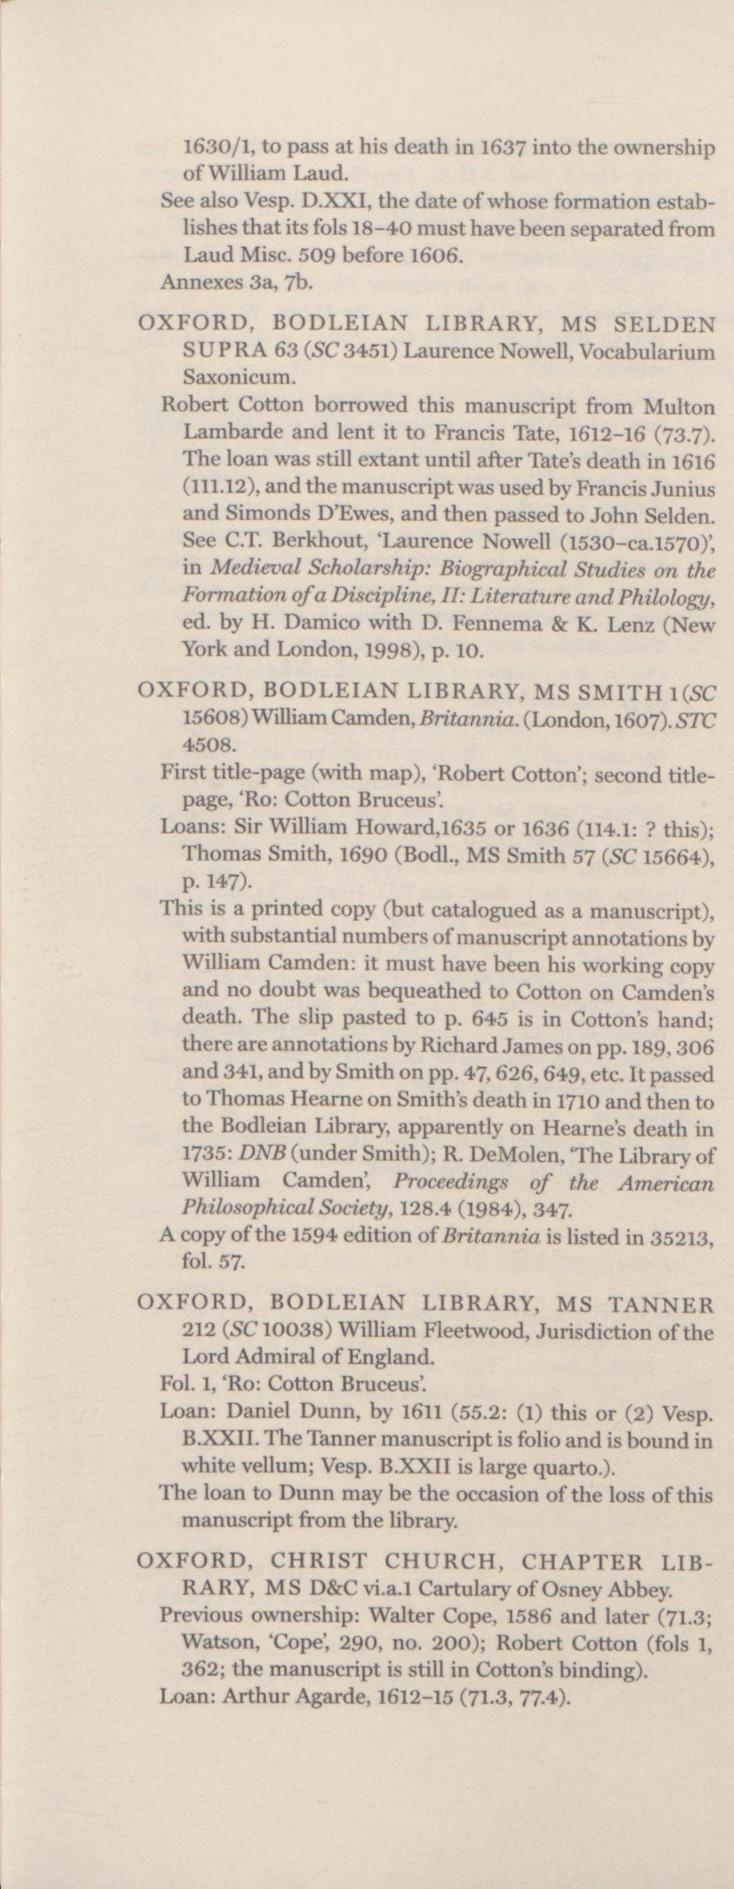 1630/1, to pass at his death in 1637 into the ownership
of William Laud.
See also Vesp. D.XXI, the date of whose formation estab-
lishes that its fols 18–40 must have been separated from
Laud Misc. 509 before 1606.
Annexes 3a, 7b.
OXFORD, BODLEIAN LIBRARY, MS SELDEN
SUPRA 63 (SC 3451) Laurence Nowell, Vocabularium
Saxonicum.
Robert Cotton borrowed this manuscript from Multon
Lambarde and lent it to Francis Tate, 1612–16 (73.7).
The loan was still extant until after Tate's death in 1616
(111.12), and the manuscript was used by Francis Junius
and Simonds D'Ewes, and then passed to John Selden.
See C.T. Berkhout, 'Laurence Nowell (1530–ca.1570)',
in Medieval Scholarship: Biographical Studies on the
Formation of a Discipline, II: Literature and Philology,
ed. by H. Damico with D. Fennema & K. Lenz (New
York and London, 1998), p. 10.
OXFORD, BODLEIAN LIBRARY, MS SMITH 1 (SC
15608) William Camden, Britannia. (London, 1607). STC
4508.
First title-page (with map), 'Robert Cotton'; second title-
page, 'Ro: Cotton Bruceus'.
Loans: Sir William Howard,1635 or 1636 (114.1: ? this);
Thomas Smith, 1690 (Bodl., MS Smith 57 (SC 15664),
p. 147).
This is a printed copy (but catalogued as a manuscript),
with substantial numbers of manuscript annotations by
William Camden: it must have been his working copy
and no doubt was bequeathed to Cotton on Camden's
death. The slip pasted to p. 645 is in Cotton's hand;
there are annotations by Richard James on pp. 189, 306
and 341, and by Smith on pp. 47, 626, 649, etc. It passed
to Thomas Hearne on Smith's death in 1710 and then to
the Bodleian Library, apparently on Hearne's death in
1735: DNB (under Smith); R. DeMolen, 'The Library of
William Camden', Proceedings of the American
Philosophical Society, 128.4 (1984), 347.
A copy of the 1594 edition of Britannia is listed in 35213,
fol. 57.
OXFORD, BODLEIAN LIBRARY, MS TANNER
212 (SC 10038) William Fleetwood, Jurisdiction of the
Lord Admiral of England.
Fol. 1, 'Ro: Cotton Bruceus'.
Loan: Daniel Dunn, by 1611 (55.2: (1) this or (2) Vesp.
B.XXII. The Tanner manuscript is folio and is bound in
white vellum; Vesp. B.XXII is large quarto.).
The loan to Dunn may be the occasion of the loss of this
manuscript from the library.
OXFORD, CHRIST CHURCH, CHAPTER LIB-
RARY, MS D&C vi.a.1 Cartulary of Osney Abbey.
Previous ownership: Walter Cope, 1586 and later (71.3;
Watson, 'Cope', 290, no. 200); Robert Cotton (fols 1,
362; the manuscript is still in Cotton's binding).
Loan: Arthur Agarde, 1612–15 (71.3, 77.4).